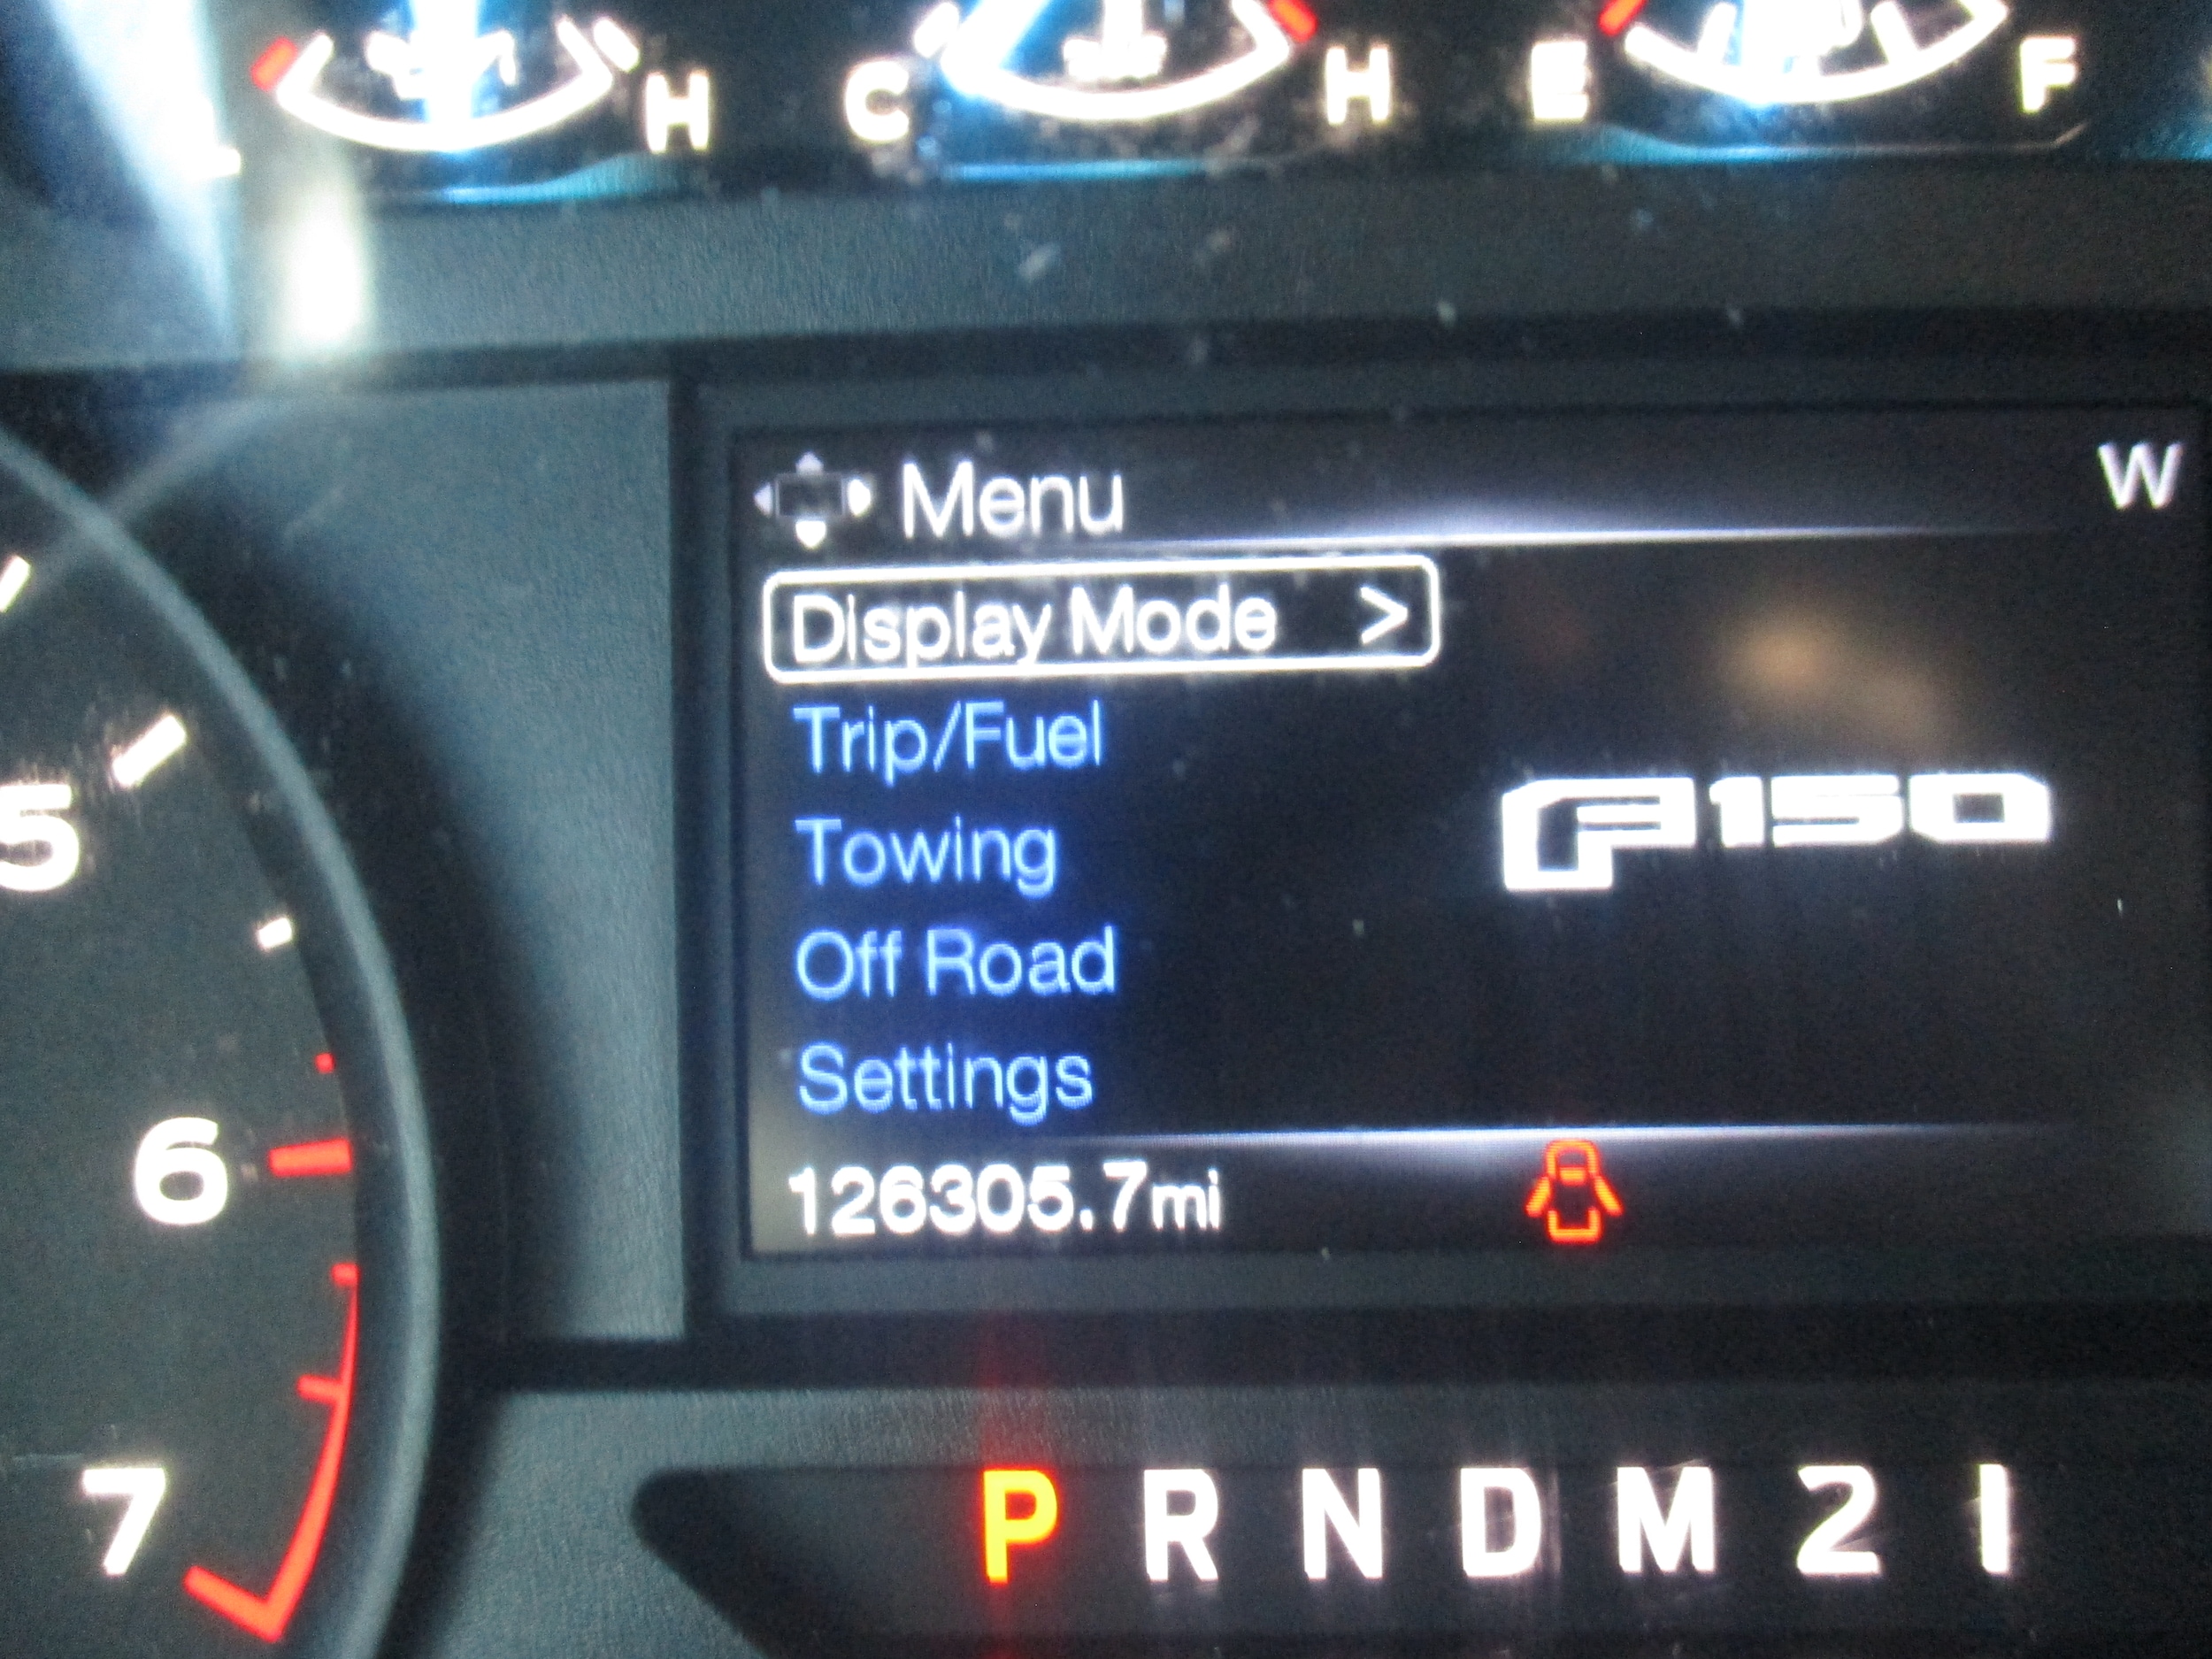 H C H E F
Menu W
Display Mode >
Trip/Fuel
F150
Towing
Off Road
Settings
126305.7mi
5
6
7
P R N D M 2 1